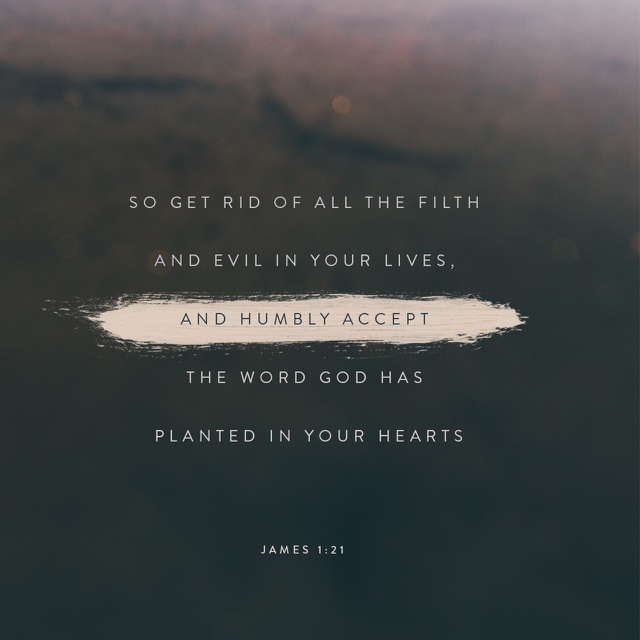 SO GET RID OF ALL THE FILTH
AND EVIL IN YOUR LIVES,
AND HUMBLY ACCEPT
THE WORD GOD HAS
PLANTED IN YOUR HEARTS
JAMES 1:21